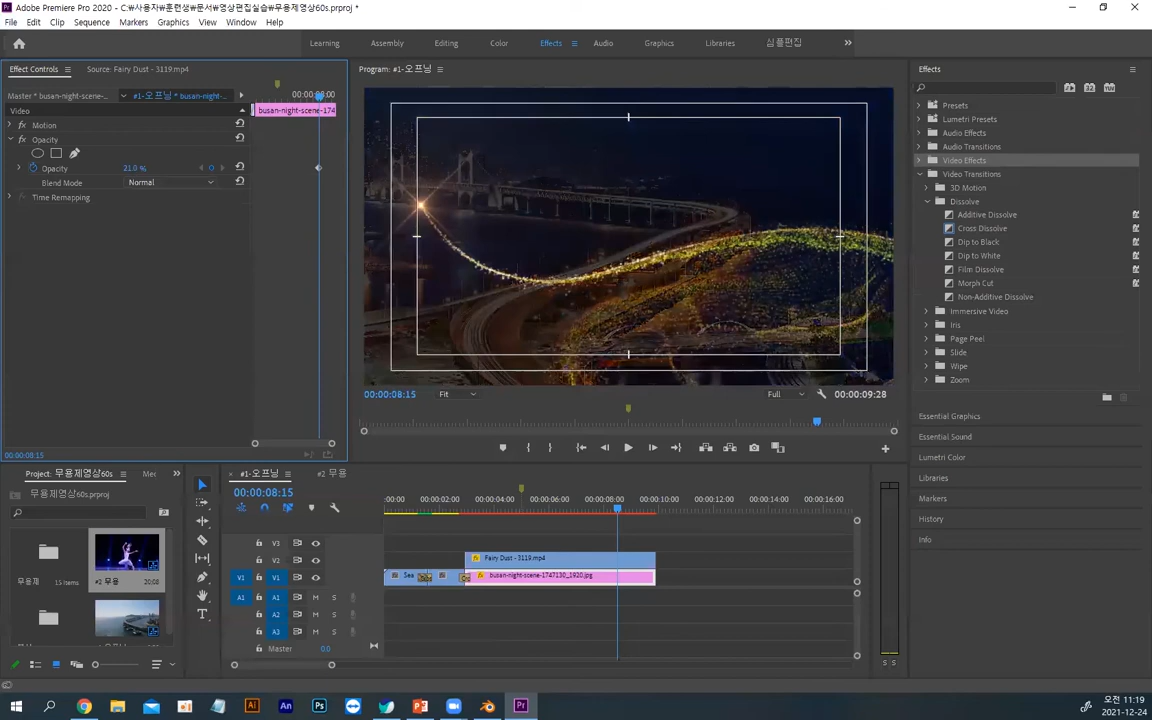 Adobe Premiere Pro 2020 - C:₩사용자₩훈련생₩문서₩영상편집실습₩무용제영상60s.prproj *
File Edit Clip Sequence Markers Graphics View Window Help
Learning Assembly Editing Color Effects Audio Graphics Libraries 심플편집
Effect Controls Source: Fairy Dust - 3119.mp4
Master * busan-night-scene-... #1-오프닝 * busan-night-... 00:00:08:00
Video busan-night-scene-174
Motion
Opacity
Opacity 21.0 %
Blend Mode Normal
Time Remapping
00:00:08:15
Program: #1-오프닝
00:00:08:15 Fit Full 00:00:09:28
Effects
Presets
Lumetri Presets
Audio Effects
Audio Transitions
Video Effects
Video Transitions
3D Motion
Dissolve
Additive Dissolve
Cross Dissolve
Dip to Black
Dip to White
Film Dissolve
Morph Cut
Non-Additive Dissolve
Immersive Video
Iris
Page Peel
Slide
Wipe
Zoom
Essential Graphics
Essential Sound
Lumetri Color
Libraries
Markers
History
Info
Project: 무용제영상60s Mec
무용제영상60s.prproj
무용제 15 items
#2 무용 20:08
#1-오프닝 #2 무용
00:00:08:15
:00:00 00:00:02:00 00:00:04:00 00:00:06:00 00:00:08:00 00:00:10:00 00:00:12:00 00:00:14:00 00:00:16:00
V3
V2 Fairy Dust - 3119.mp4
V1 V1 Sea busan-night-scene-1747130_1920.jpg
A1 A1 M S
A2 M S
A3 M S
Master 0.0
S S
오전 11:19
2021-12-24